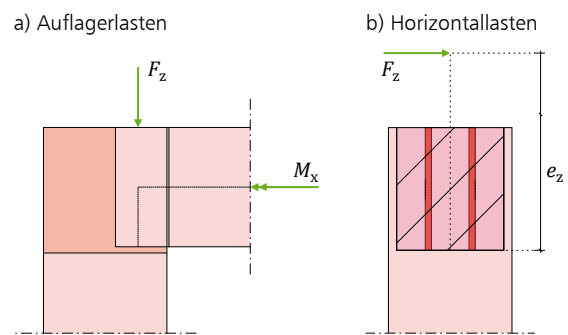 a) Auflagerlasten
b) Horizontallasten
F_z
F_z
M_x
e_z